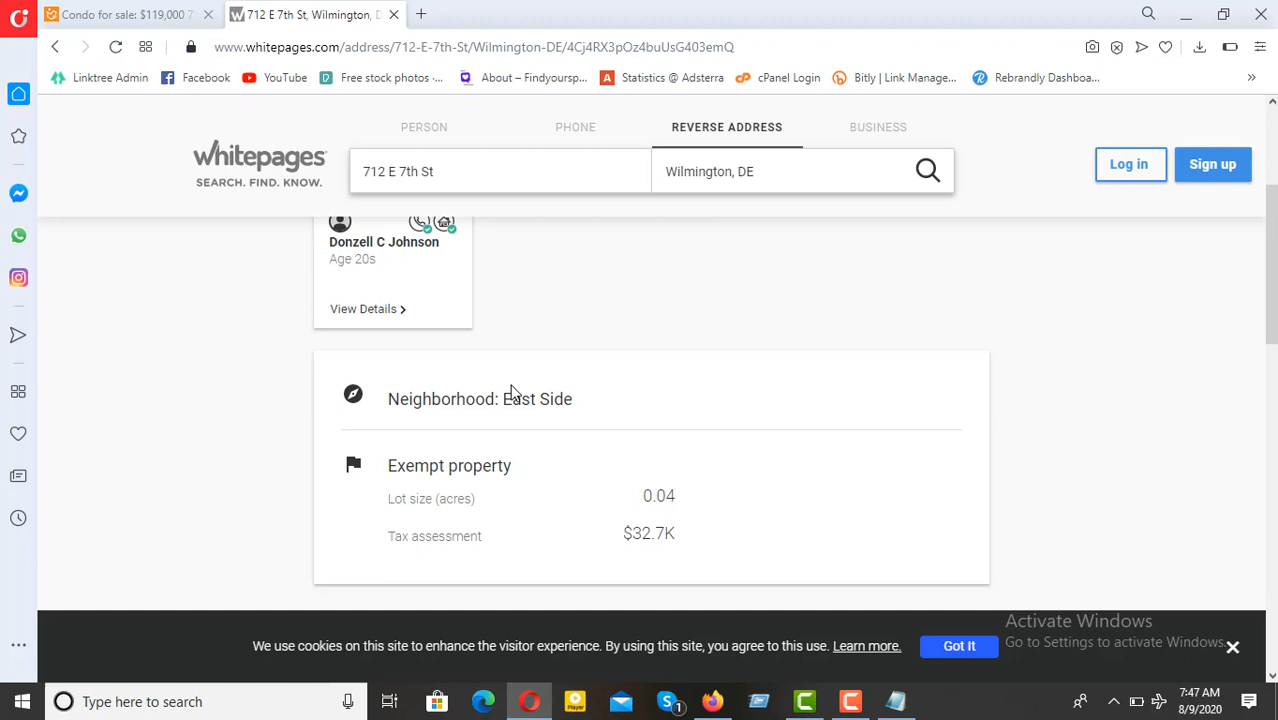 Condo for sale: $119,000 7
712 E 7th St, Wilmington, D
www.whitepages.com/address/712-E-7th-St/Wilmington-DE/4Cj4RX3pOz4buUsG403emQ
Linktree Admin
Facebook
YouTube
Free stock photos -...
About – Findyoursp...
Statistics @ Adsterra
cPanel Login
Bitly | Link Manage...
Rebrandly Dashboa...
»
PERSON
PHONE
REVERSE ADDRESS
BUSINESS
whitepages
SEARCH. FIND. KNOW.
712 E 7th St
Wilmington, DE
Log in
Sign up
Donzell C Johnson
Age 20s
View Details
Neighborhood: East Side
Exempt property
Lot size (acres) 0.04
Tax assessment $32.7K
We use cookies on this site to enhance the visitor experience. By using this site, you agree to this use. Learn more.
Got It
Activate Windows
Go to Settings to activate Windows.
Type here to search
Player
1
7:47 AM
8/9/2020